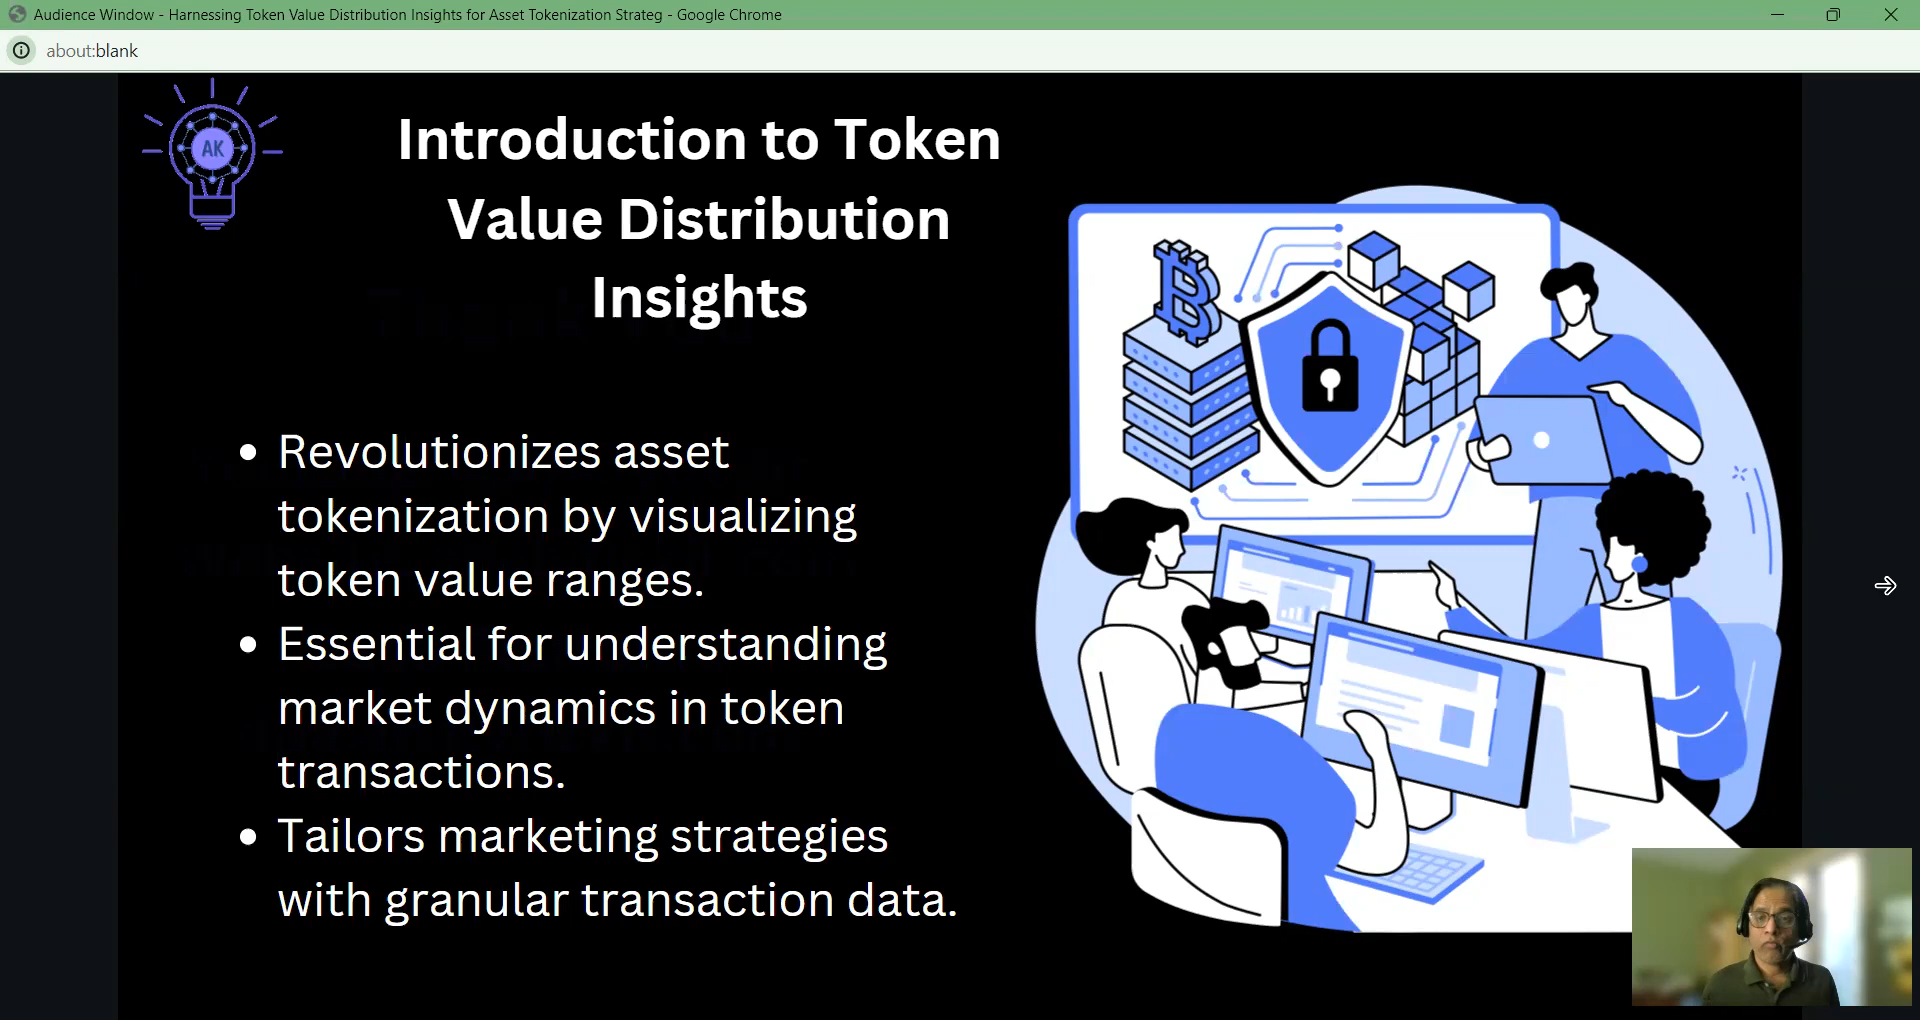 Audience Window - Harnessing Token Value Distribution Insights for Asset Tokenization Strateg - Google Chrome
about:blank
AK
Introduction to Token
Value Distribution
Insights
• Revolutionizes asset
tokenization by visualizing
token value ranges.
• Essential for understanding
market dynamics in token
transactions.
• Tailors marketing strategies
with granular transaction data.